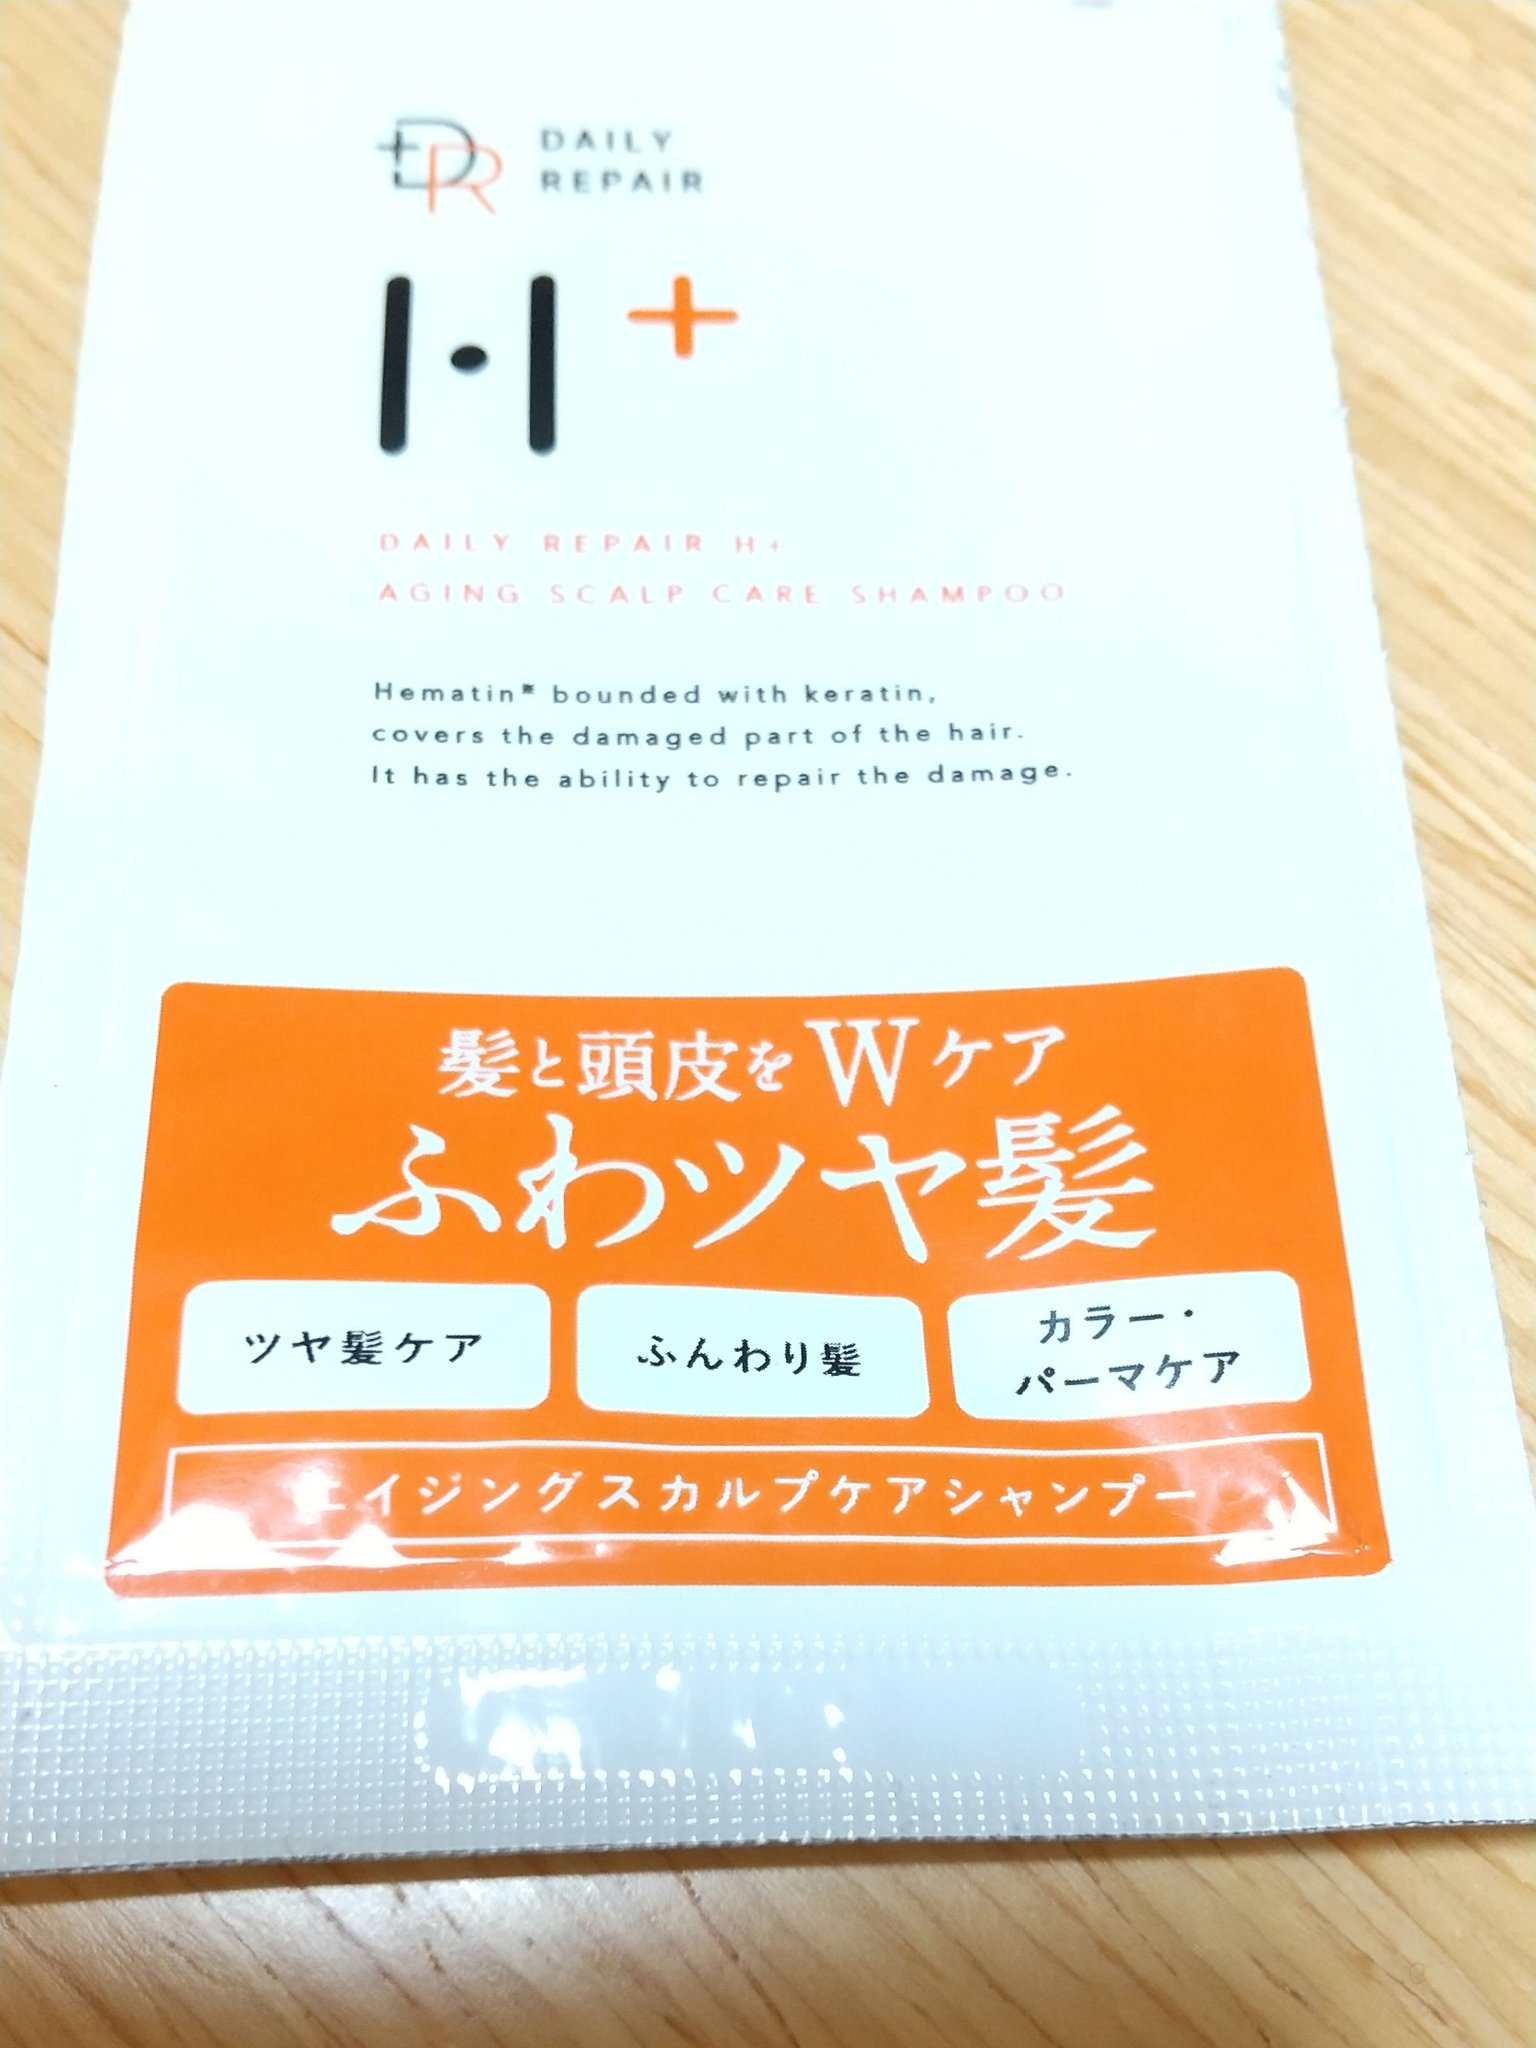 DR
DAILY
REPAIR
H+
DAILY REPAIR H+
AGING SCALP CARE SHAMPOO
Hematin※ bounded with keratin,
covers the damaged part of the hair.
It has the ability to repair the damage.
髪と頭皮をWケア
ふわツヤ髪
ツヤ髪ケア
ふんわり髪
カラー・
パーマケア
エイジングスカルプケアシャンプー